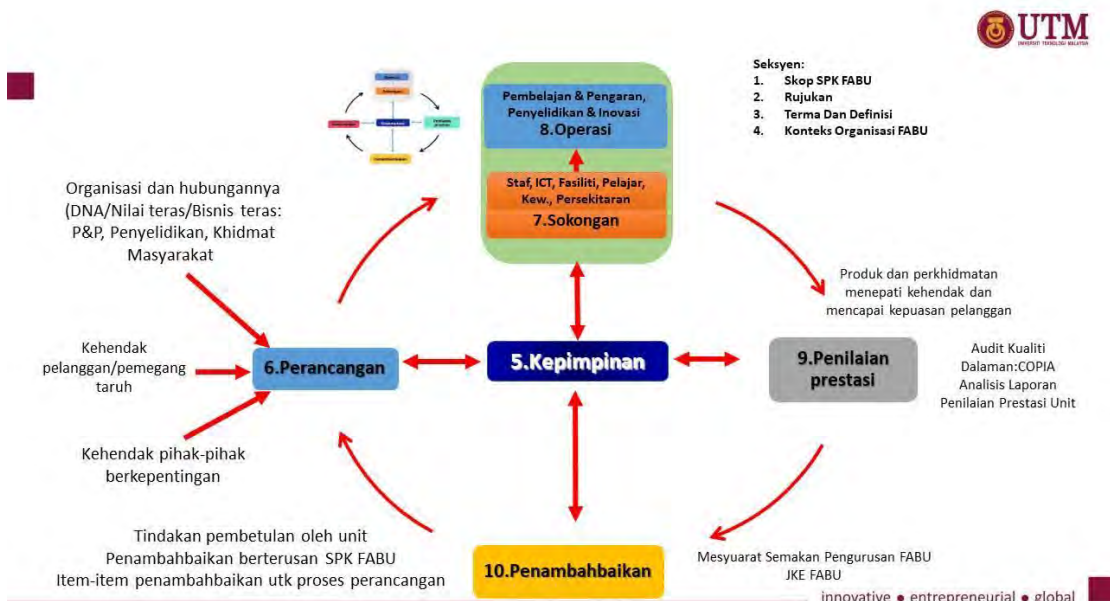 UTM
UNIVERSITI TEKNOLOGI MALAYSIA
Seksyen:
1. Skop SPK FABU
2. Rujukan
3. Terma Dan Definisi
4. Konteks Organisasi FABU
Pembelajan & Pengaran,
Penyelidikan & Inovasi
8.Operasi
Staf, ICT, Fasiliti, Pelajar,
Kew., Persekitaran
7.Sokongan
Organisasi dan hubungannya
(DNA/Nilai teras/Bisnis teras:
P&P, Penyelidikan, Khidmat
Masyarakat
Kehendak
pelanggan/pemegang
taruh
Kehendak pihak-pihak
berkepentingan
6.Perancangan
5.Kepimpinan
Produk dan perkhidmatan
menepati kehendak dan
mencapai kepuasan pelanggan
9.Penilaian
prestasi
Audit Kualiti
Dalaman:COPIA
Analisis Laporan
Penilaian Prestasi Unit
Tindakan pembetulan oleh unit
Penambahbaikan berterusan SPK FABU
Item-item penambahbaikan utk proses perancangan
10.Penambahbaikan
Mesyuarat Semakan Pengurusan FABU
JKE FABU
innovative ● entrepreneurial ● global